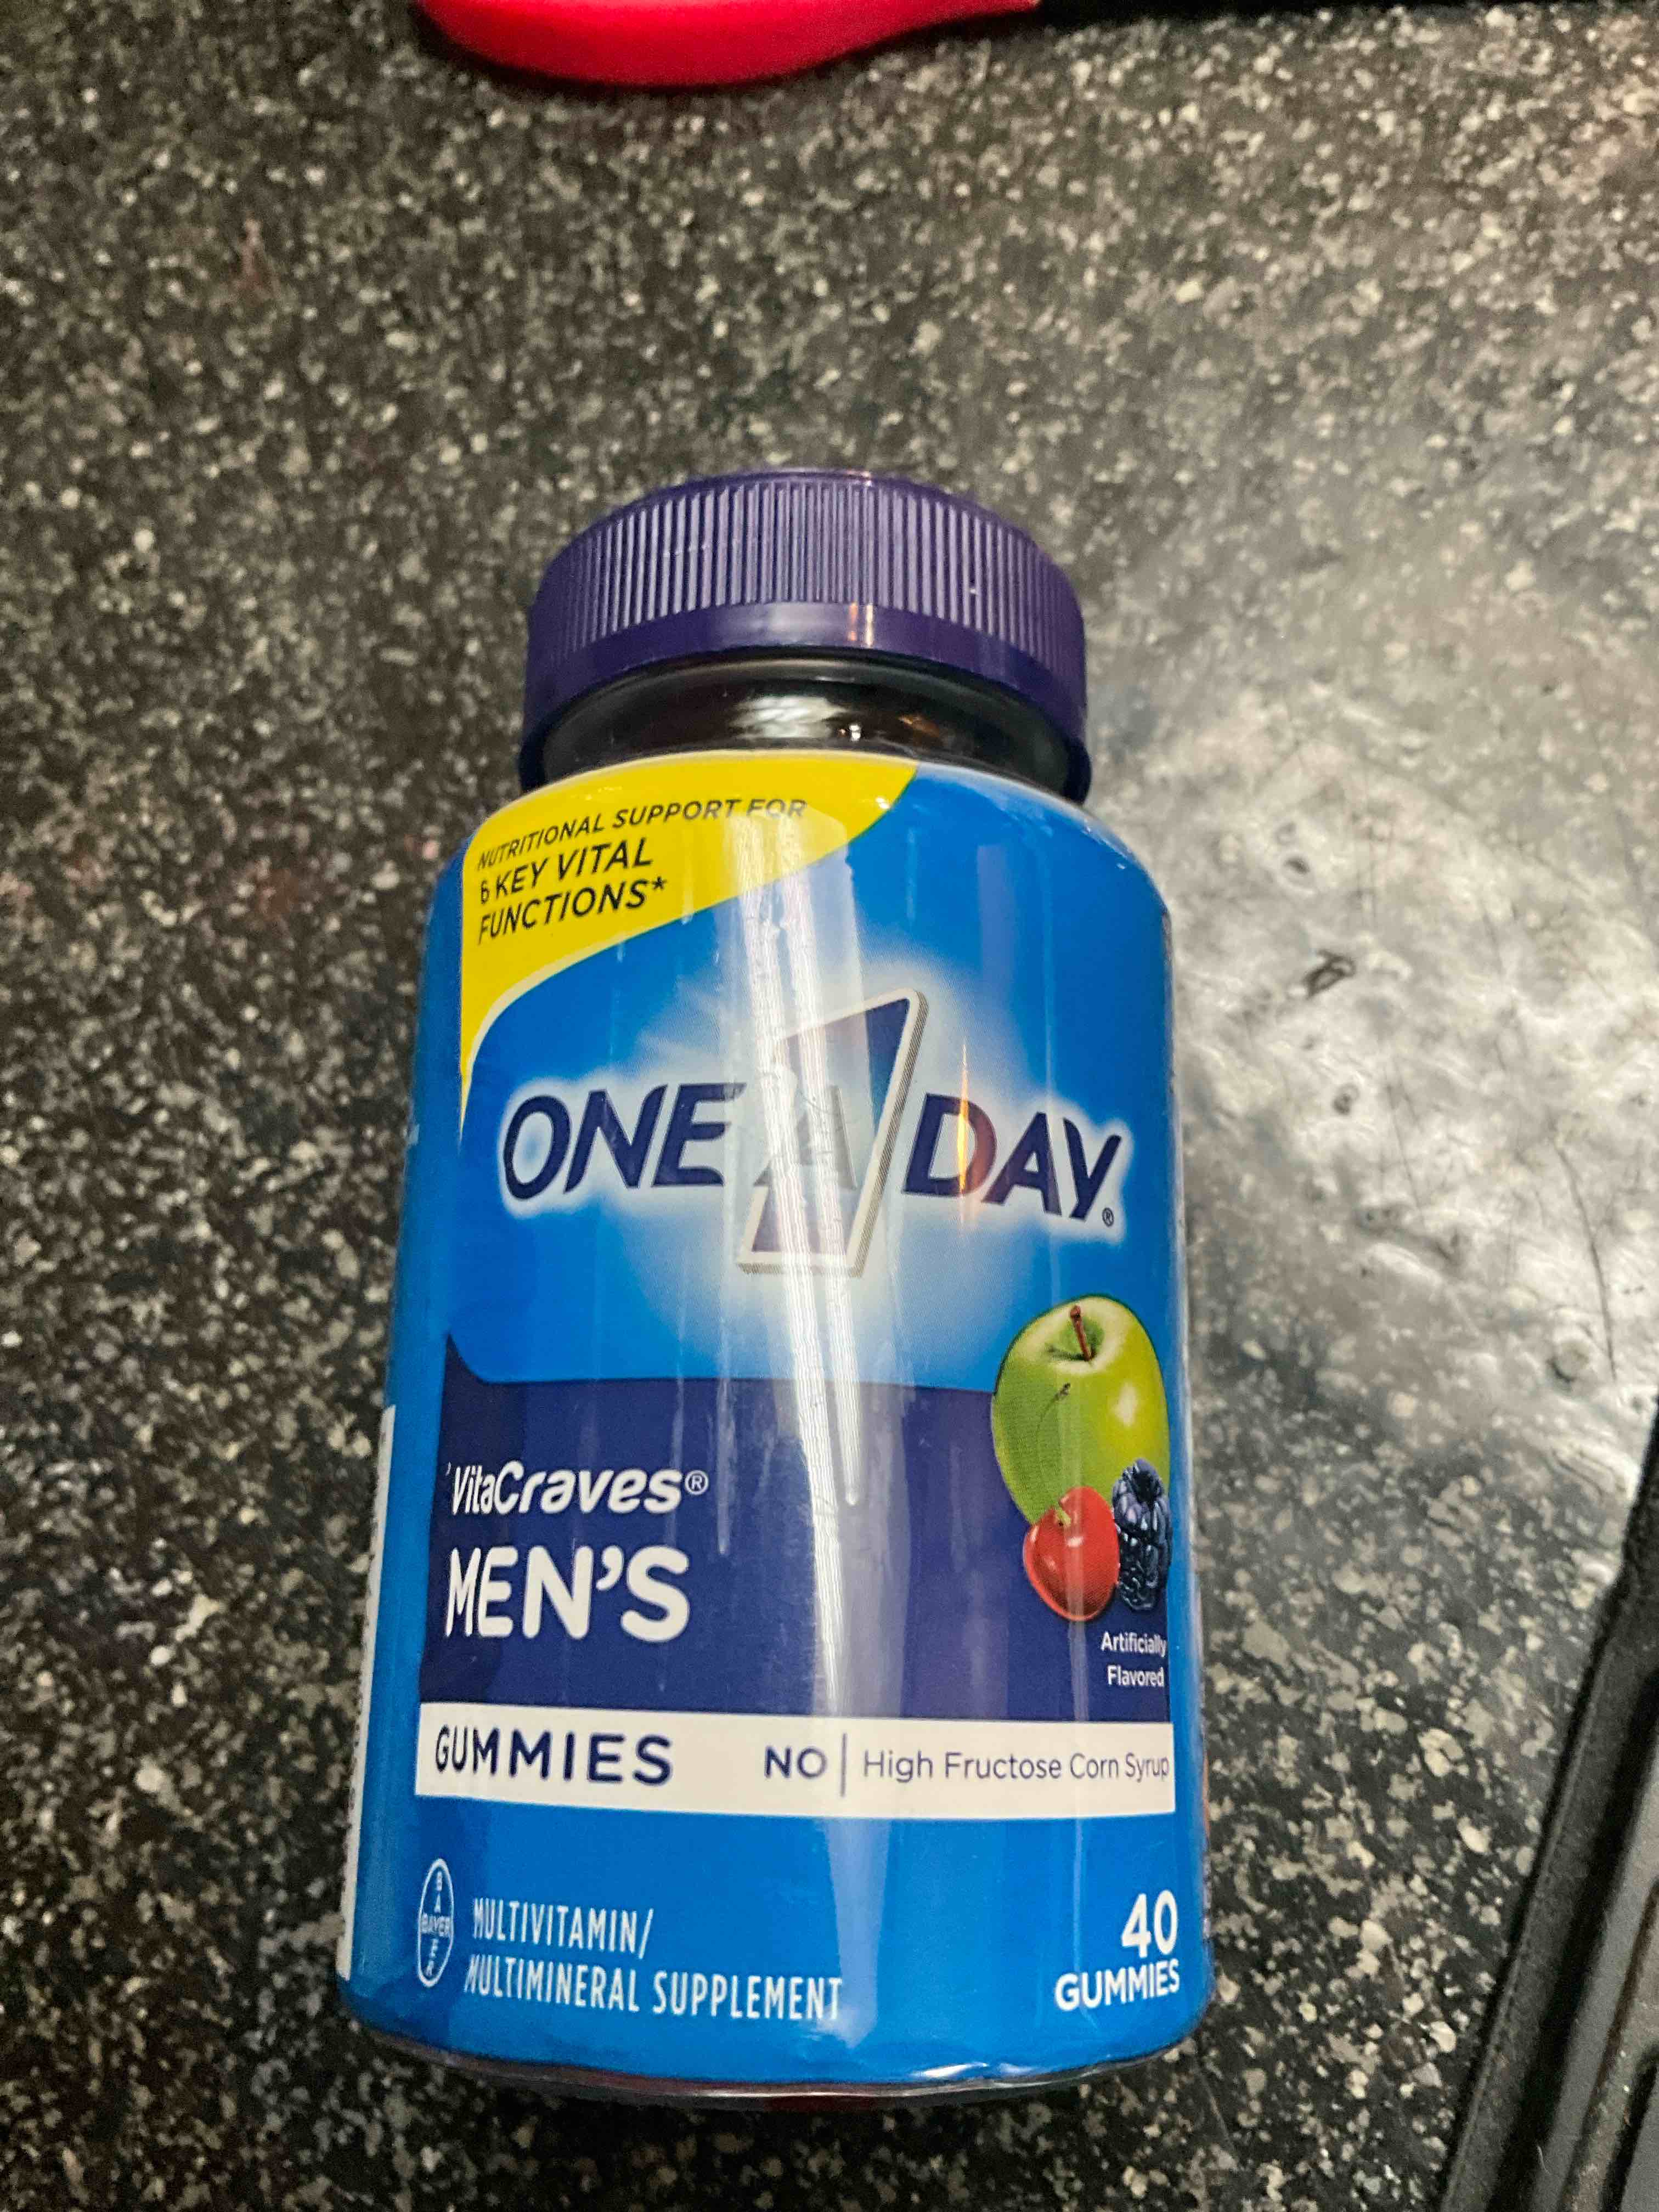 NUTRITIONAL SUPPORT FOR
6 KEY VITAL
FUNCTIONS*
ONE A DAY®
VitaCraves®
MEN'S
Artificially
Flavored
GUMMIES NO | High Fructose Corn Syrup
BAYER
BAYER
MULTIVITAMIN/
MULTIMINERAL SUPPLEMENT
40
GUMMIES